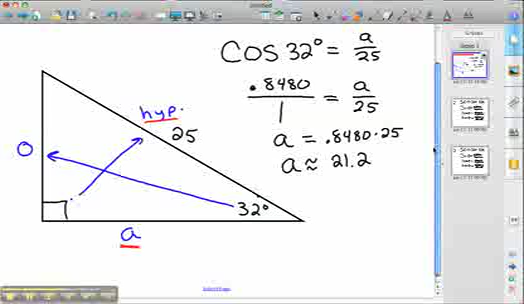 COS 32° = a/25
.8480/1 = a/25
a = .8480 · 25
a ≈ 21.2
hyp.
25
O
32°
a